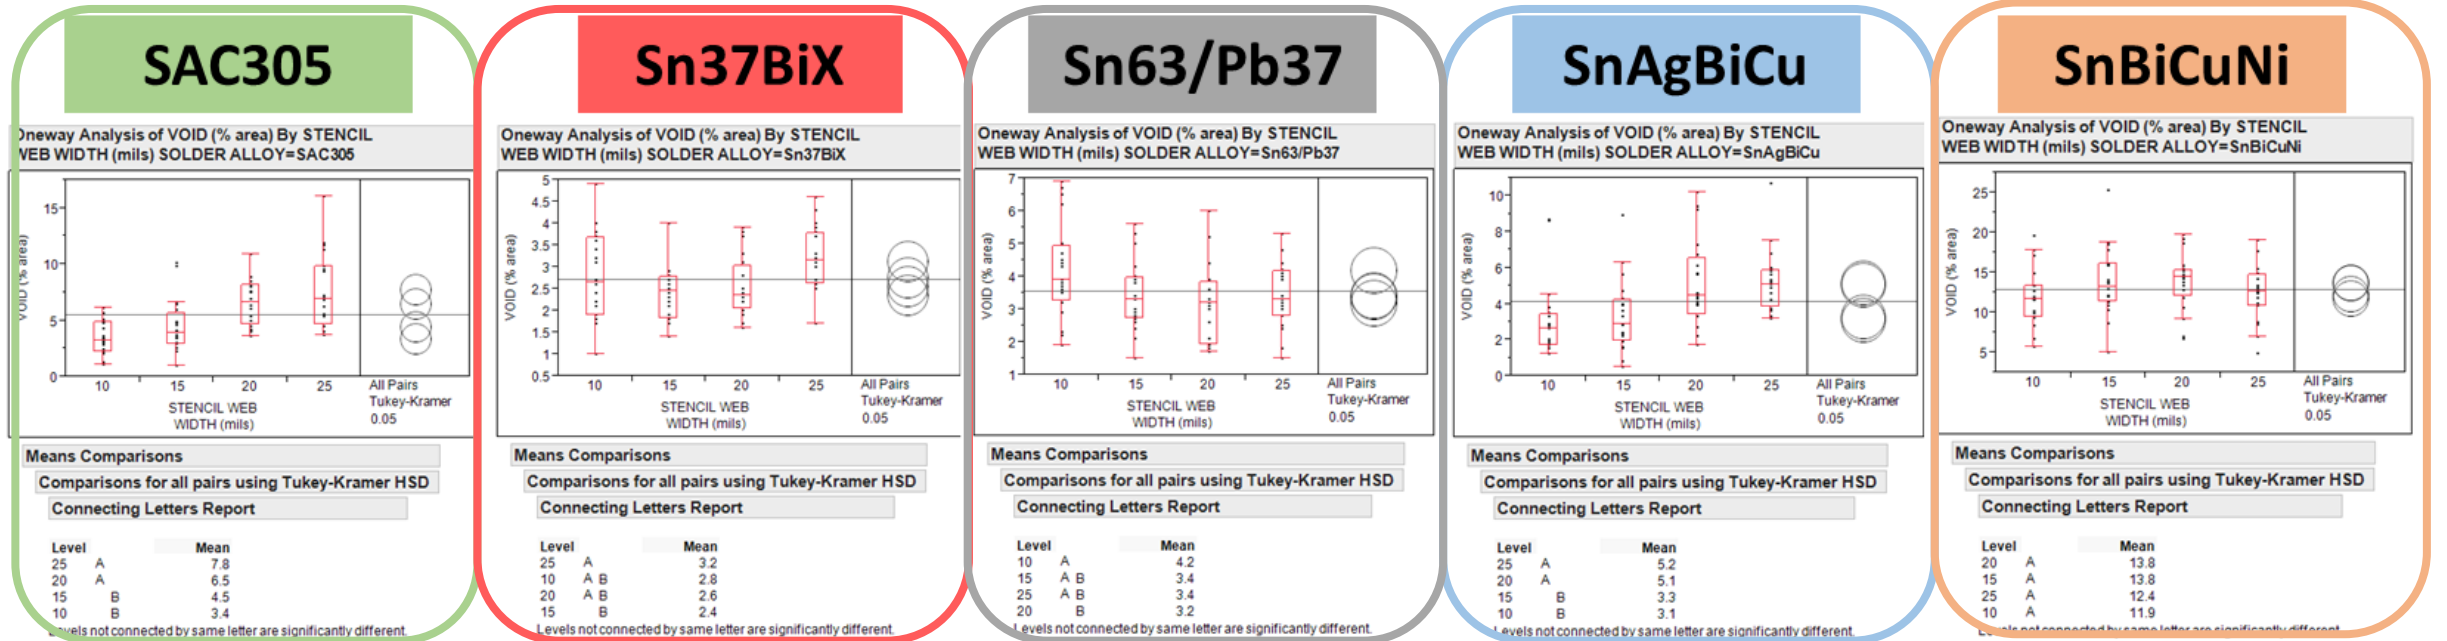 SAC305
Oneway Analysis of VOID (% area) By STENCIL
WEB WIDTH (mils) SOLDER ALLOY=SAC305
VOID (% area)
15
10
5
0
10 15 20 25
STENCIL WEB
WIDTH (mils)
All Pairs
Tukey-Kramer
0.05
Means Comparisons
Comparisons for all pairs using Tukey-Kramer HSD
Connecting Letters Report
Level Mean
25 A 7.8
20 A 6.5
15 B 4.5
10 B 3.4
Levels not connected by same letter are significantly different.
Sn37BiX
Oneway Analysis of VOID (% area) By STENCIL
WEB WIDTH (mils) SOLDER ALLOY=Sn37BiX
VOID (% area)
5
4.5
4
3.5
3
2.5
2
1.5
1
0.5
10 15 20 25
STENCIL WEB
WIDTH (mils)
All Pairs
Tukey-Kramer
0.05
Means Comparisons
Comparisons for all pairs using Tukey-Kramer HSD
Connecting Letters Report
Level Mean
25 A 3.2
10 A B 2.8
20 A B 2.6
15 B 2.4
Levels not connected by same letter are significantly different.
Sn63/Pb37
Oneway Analysis of VOID (% area) By STENCIL
WEB WIDTH (mils) SOLDER ALLOY=Sn63/Pb37
VOID (% area)
7
6
5
4
3
2
1
10 15 20 25
STENCIL WEB
WIDTH (mils)
All Pairs
Tukey-Kramer
0.05
Means Comparisons
Comparisons for all pairs using Tukey-Kramer HSD
Connecting Letters Report
Level Mean
10 A 4.2
15 A B 3.4
25 A B 3.4
20 B 3.2
Levels not connected by same letter are significantly different.
SnAgBiCu
Oneway Analysis of VOID (% area) By STENCIL
WEB WIDTH (mils) SOLDER ALLOY=SnAgBiCu
VOID (% area)
10
8
6
4
2
0
10 15 20 25
STENCIL WEB
WIDTH (mils)
All Pairs
Tukey-Kramer
0.05
Means Comparisons
Comparisons for all pairs using Tukey-Kramer HSD
Connecting Letters Report
Level Mean
25 A 5.2
20 A 5.1
15 B 3.3
10 B 3.1
Levels not connected by same letter are significantly different.
SnBiCuNi
Oneway Analysis of VOID (% area) By STENCIL
WEB WIDTH (mils) SOLDER ALLOY=SnBiCuNi
VOID (% area)
25
20
15
10
5
10 15 20 25
STENCIL WEB
WIDTH (mils)
All Pairs
Tukey-Kramer
0.05
Means Comparisons
Comparisons for all pairs using Tukey-Kramer HSD
Connecting Letters Report
Level Mean
20 A 13.8
15 A 13.8
25 A 12.4
10 A 11.9
Levels not connected by same letter are significantly different.